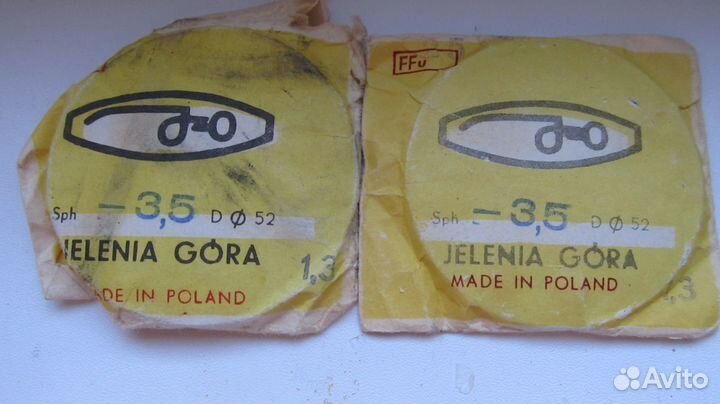 Sph −3,5 D Ø 52
JELENIA GÓRA
1,3
MADE IN POLAND
FFu
Sph −3,5 D Ø 52
JELENIA GÓRA
MADE IN POLAND
1,3
Avito